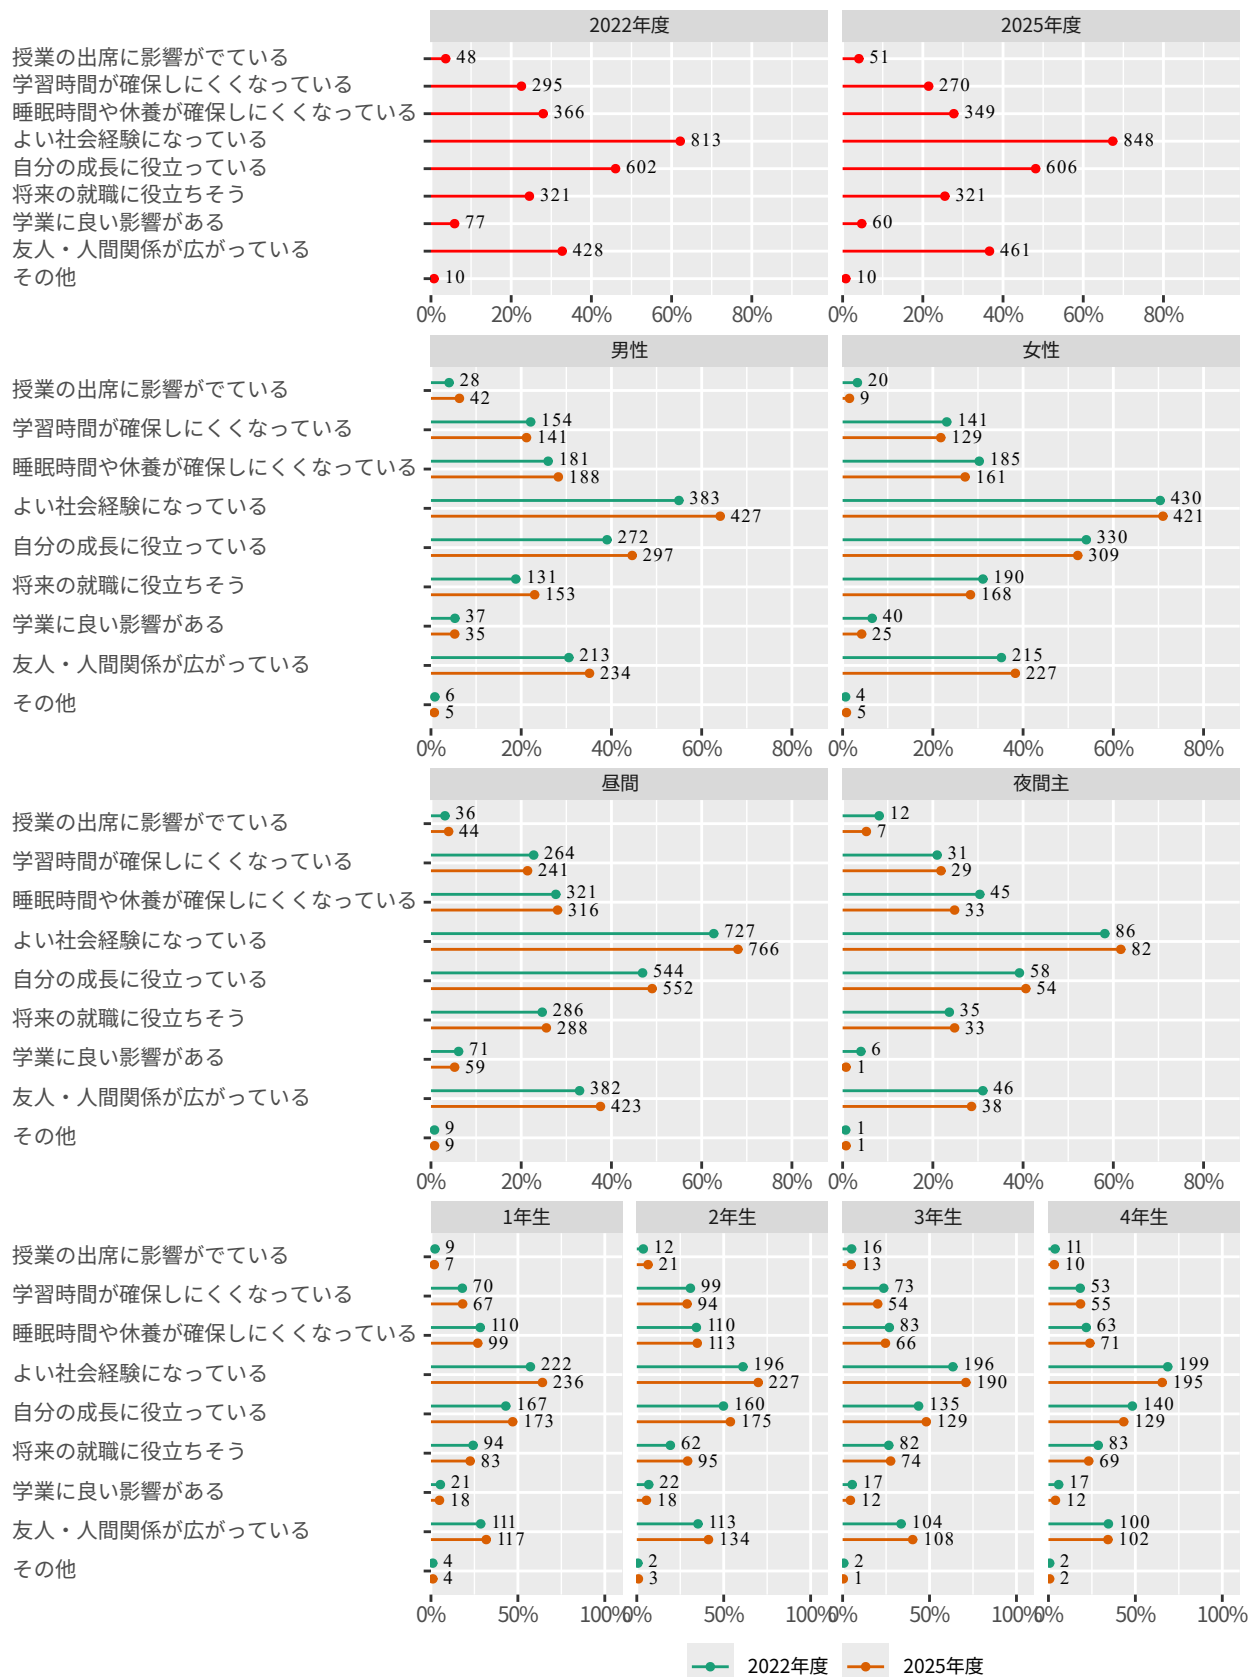 2022年度 2025年度
授業の出席に影響がでている 48 51
学習時間が確保しにくくなっている 295 270
睡眠時間や休養が確保しにくくなっている 366 349
よい社会経験になっている 813 848
自分の成長に役立っている 602 606
将来の就職に役立ちそう 321 321
学業に良い影響がある 77 60
友人・人間関係が広がっている 428 461
その他 10 10
0% 20% 40% 60% 80% 0% 20% 40% 60% 80%
男性 女性
授業の出席に影響がでている 28 42 20 9
学習時間が確保しにくくなっている 154 141 141 129
睡眠時間や休養が確保しにくくなっている 181 188 185 161
よい社会経験になっている 383 427 430 421
自分の成長に役立っている 272 297 330 309
将来の就職に役立ちそう 131 153 190 168
学業に良い影響がある 37 35 40 25
友人・人間関係が広がっている 213 234 215 227
その他 6 5 4 5
0% 20% 40% 60% 80% 0% 20% 40% 60% 80%
昼間 夜間主
授業の出席に影響がでている 36 44 12 7
学習時間が確保しにくくなっている 264 241 31 29
睡眠時間や休養が確保しにくくなっている 321 316 45 33
よい社会経験になっている 727 766 86 82
自分の成長に役立っている 544 552 58 54
将来の就職に役立ちそう 286 288 35 33
学業に良い影響がある 71 59 6 1
友人・人間関係が広がっている 382 423 46 38
その他 9 9 1 1
0% 20% 40% 60% 80% 0% 20% 40% 60% 80%
1年生 2年生 3年生 4年生
授業の出席に影響がでている 9 7 12 21 16 13 11 10
学習時間が確保しにくくなっている 70 67 99 94 73 54 53 55
睡眠時間や休養が確保しにくくなっている 110 99 110 113 83 66 63 71
よい社会経験になっている 222 236 196 227 196 190 199 195
自分の成長に役立っている 167 173 160 175 135 129 140 129
将来の就職に役立ちそう 94 83 62 95 82 74 83 69
学業に良い影響がある 21 18 22 18 17 12 17 12
友人・人間関係が広がっている 111 117 113 134 104 108 100 102
その他 4 4 2 3 2 1 2 2
0% 50% 100% 0% 50% 100% 0% 50% 100% 0% 50% 100%
2022年度 2025年度